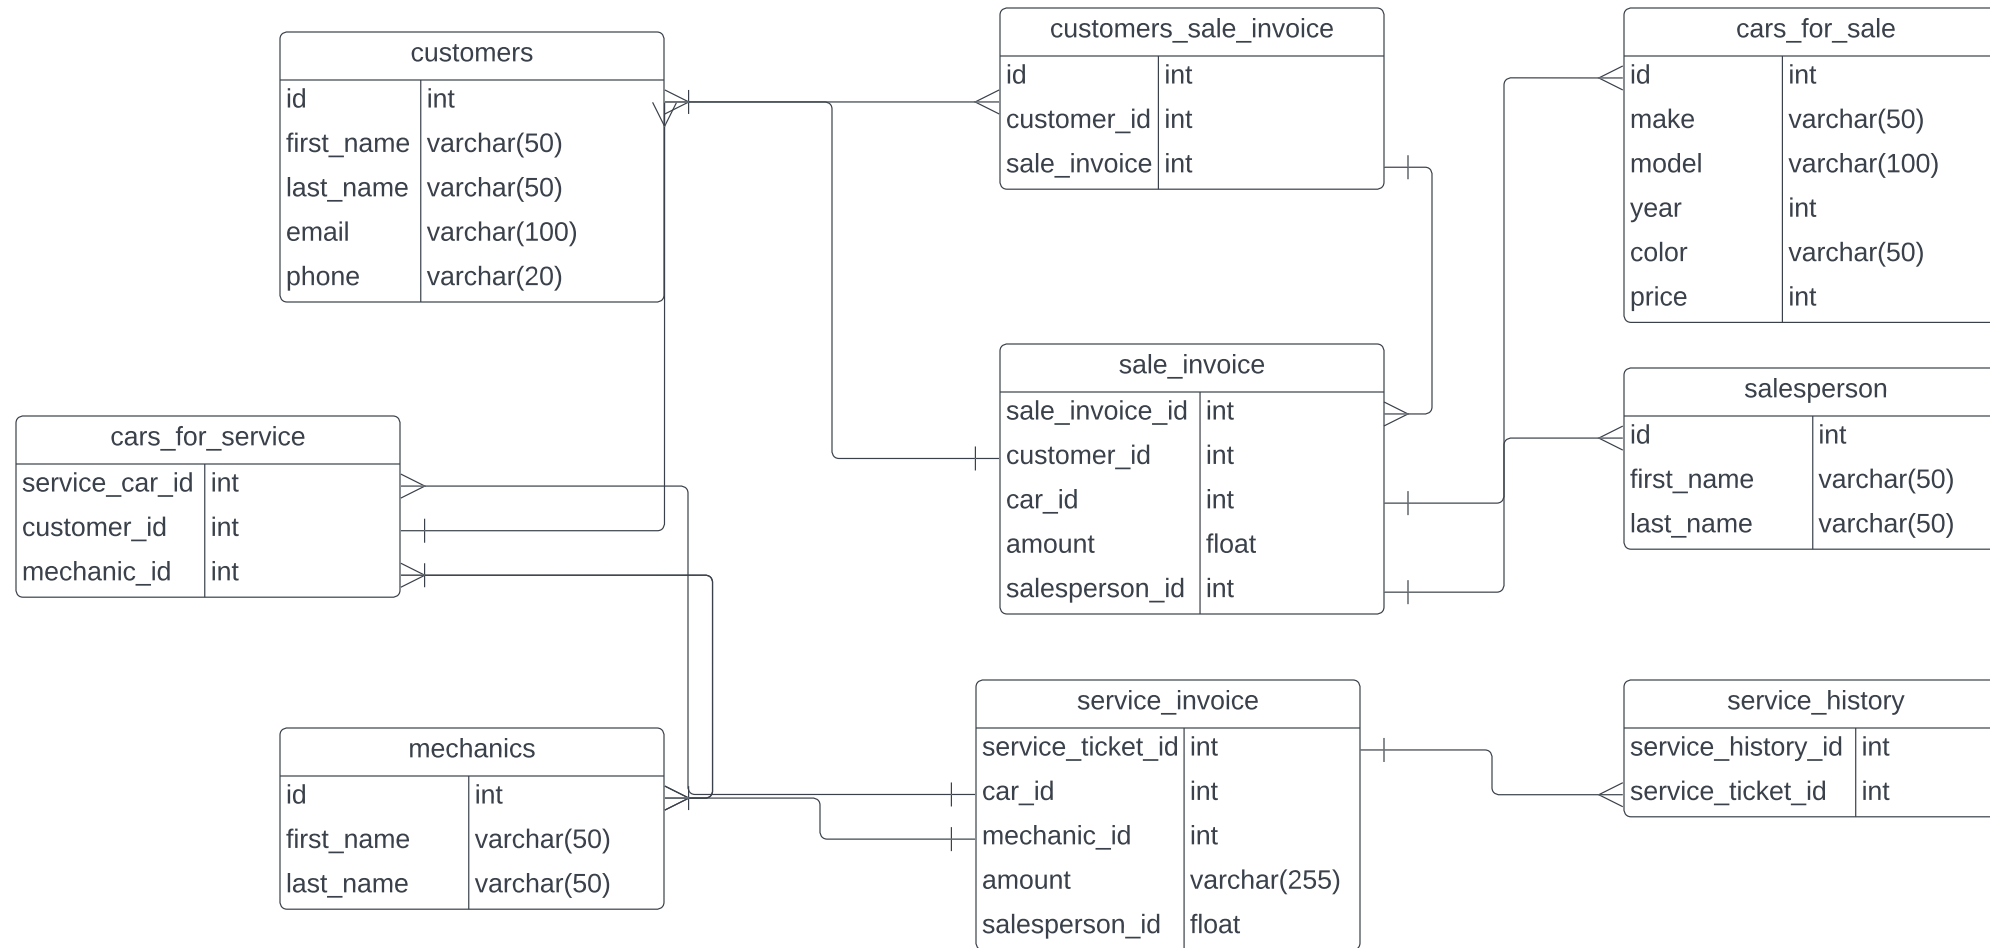 customers
id int
first_name varchar(50)
last_name varchar(50)
email varchar(100)
phone varchar(20)
customers_sale_invoice
id int
customer_id int
sale_invoice int
cars_for_sale
id int
make varchar(50)
model varchar(100)
year int
color varchar(50)
price int
sale_invoice
sale_invoice_id int
customer_id int
car_id int
amount float
salesperson_id int
salesperson
id int
first_name varchar(50)
last_name varchar(50)
cars_for_service
service_car_id int
customer_id int
mechanic_id int
mechanics
id int
first_name varchar(50)
last_name varchar(50)
service_invoice
service_ticket_id int
car_id int
mechanic_id int
amount varchar(255)
salesperson_id float
service_history
service_history_id int
service_ticket_id int